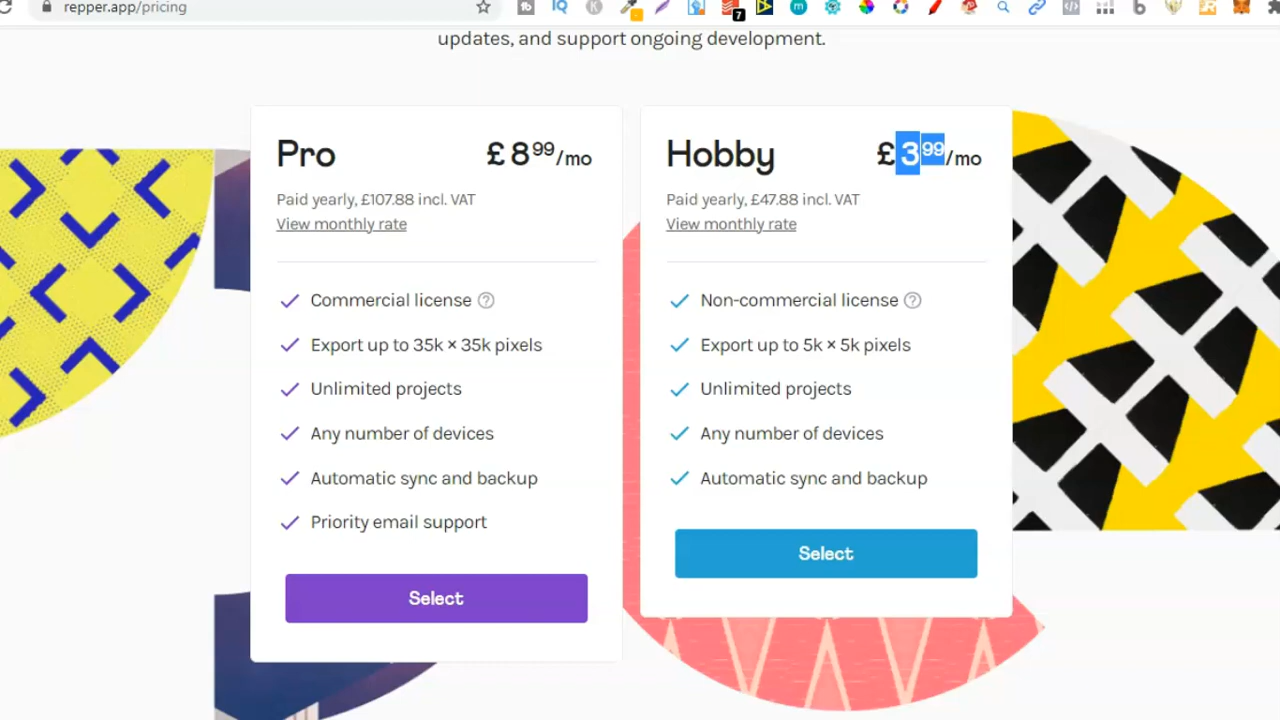 repper.app/pricing
7
updates, and support ongoing development.
Pro
£8.99/mo
Paid yearly, £107.88 incl. VAT
View monthly rate
Commercial license ?
Export up to 35k × 35k pixels
Unlimited projects
Any number of devices
Automatic sync and backup
Priority email support
Select
Hobby
£3.99/mo
Paid yearly, £47.88 incl. VAT
View monthly rate
Non-commercial license ?
Export up to 5k × 5k pixels
Unlimited projects
Any number of devices
Automatic sync and backup
Select